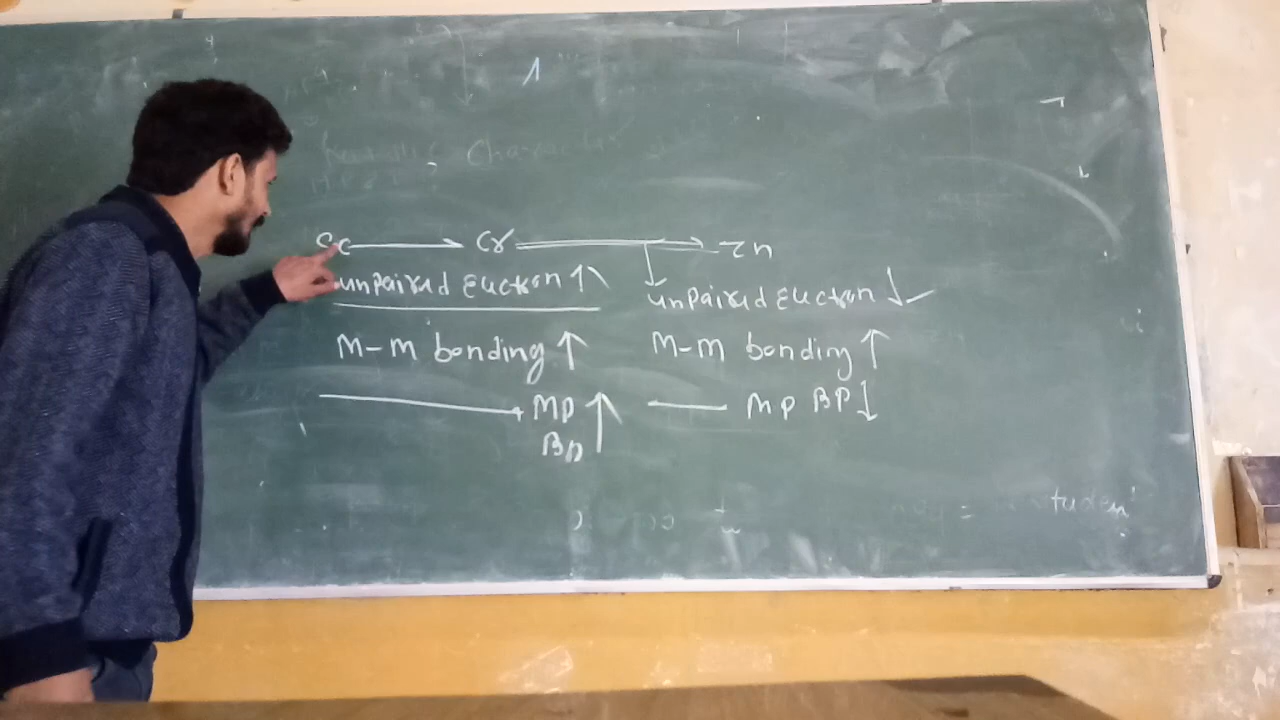 Sc → Cr → Zn
unpaired Electron ↑ unpaired Electron ↓
M-M bonding ↑ M-M bonding ↑
→ MP ↑ — MP BP ↓
BP